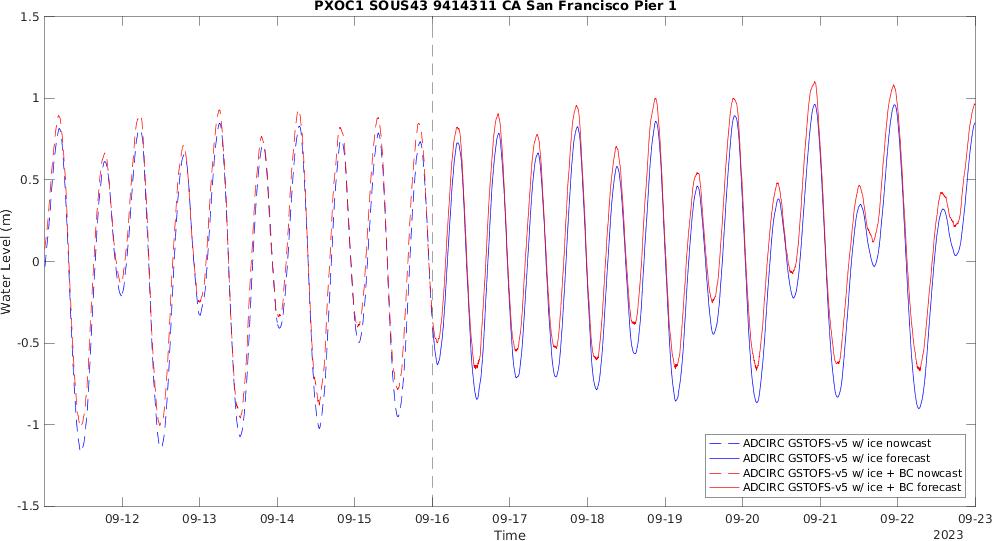 PXOC1 SOUS43 9414311 CA San Francisco Pier 1
1.5
1
0.5
0
-0.5
-1
-1.5
Water Level (m)
ADCIRC GSTOFS-v5 w/ ice nowcast
ADCIRC GSTOFS-v5 w/ ice forecast
ADCIRC GSTOFS-v5 w/ ice + BC nowcast
ADCIRC GSTOFS-v5 w/ ice + BC forecast
09-12 09-13 09-14 09-15 09-16 09-17 09-18 09-19 09-20 09-21 09-22 09-23
Time
2023